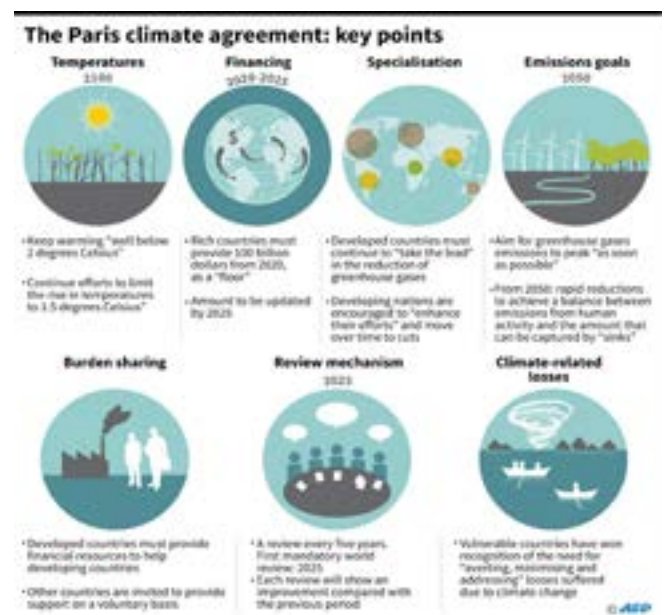 The Paris climate agreement: key points
Temperatures
2100
• Keep warming "well below
2 degrees Celsius"
• Continue efforts to limit
the rise in temperatures
to 1.5 degrees Celsius"
Financing
2020-2025
• Rich countries must
provide 100 billion
dollars from 2020,
as a "floor"
• Amount to be updated
by 2025
Specialisation
• Developed countries must
continue to "take the lead"
in the reduction of
greenhouse gases
• Developing nations are
encouraged to "enhance
their efforts" and move
over time to cuts
Emissions goals
2050
• Aim for greenhouse gases
emissions to peak "as soon
as possible"
• From 2050: rapid reductions
to achieve a balance between
emissions from human
activity and the amount that
can be captured by "sinks"
Burden sharing
• Developed countries must provide
financial resources to help
developing countries
• Other countries are invited to provide
support on a voluntary basis
Review mechanism
2023
• A review every five years.
First mandatory world
review: 2025
• Each review will show an
improvement compared with
the previous period
Climate-related
losses
• Vulnerable countries have won
recognition of the need for
"averting, minimising and
addressing" losses suffered
due to climate change
© AFP